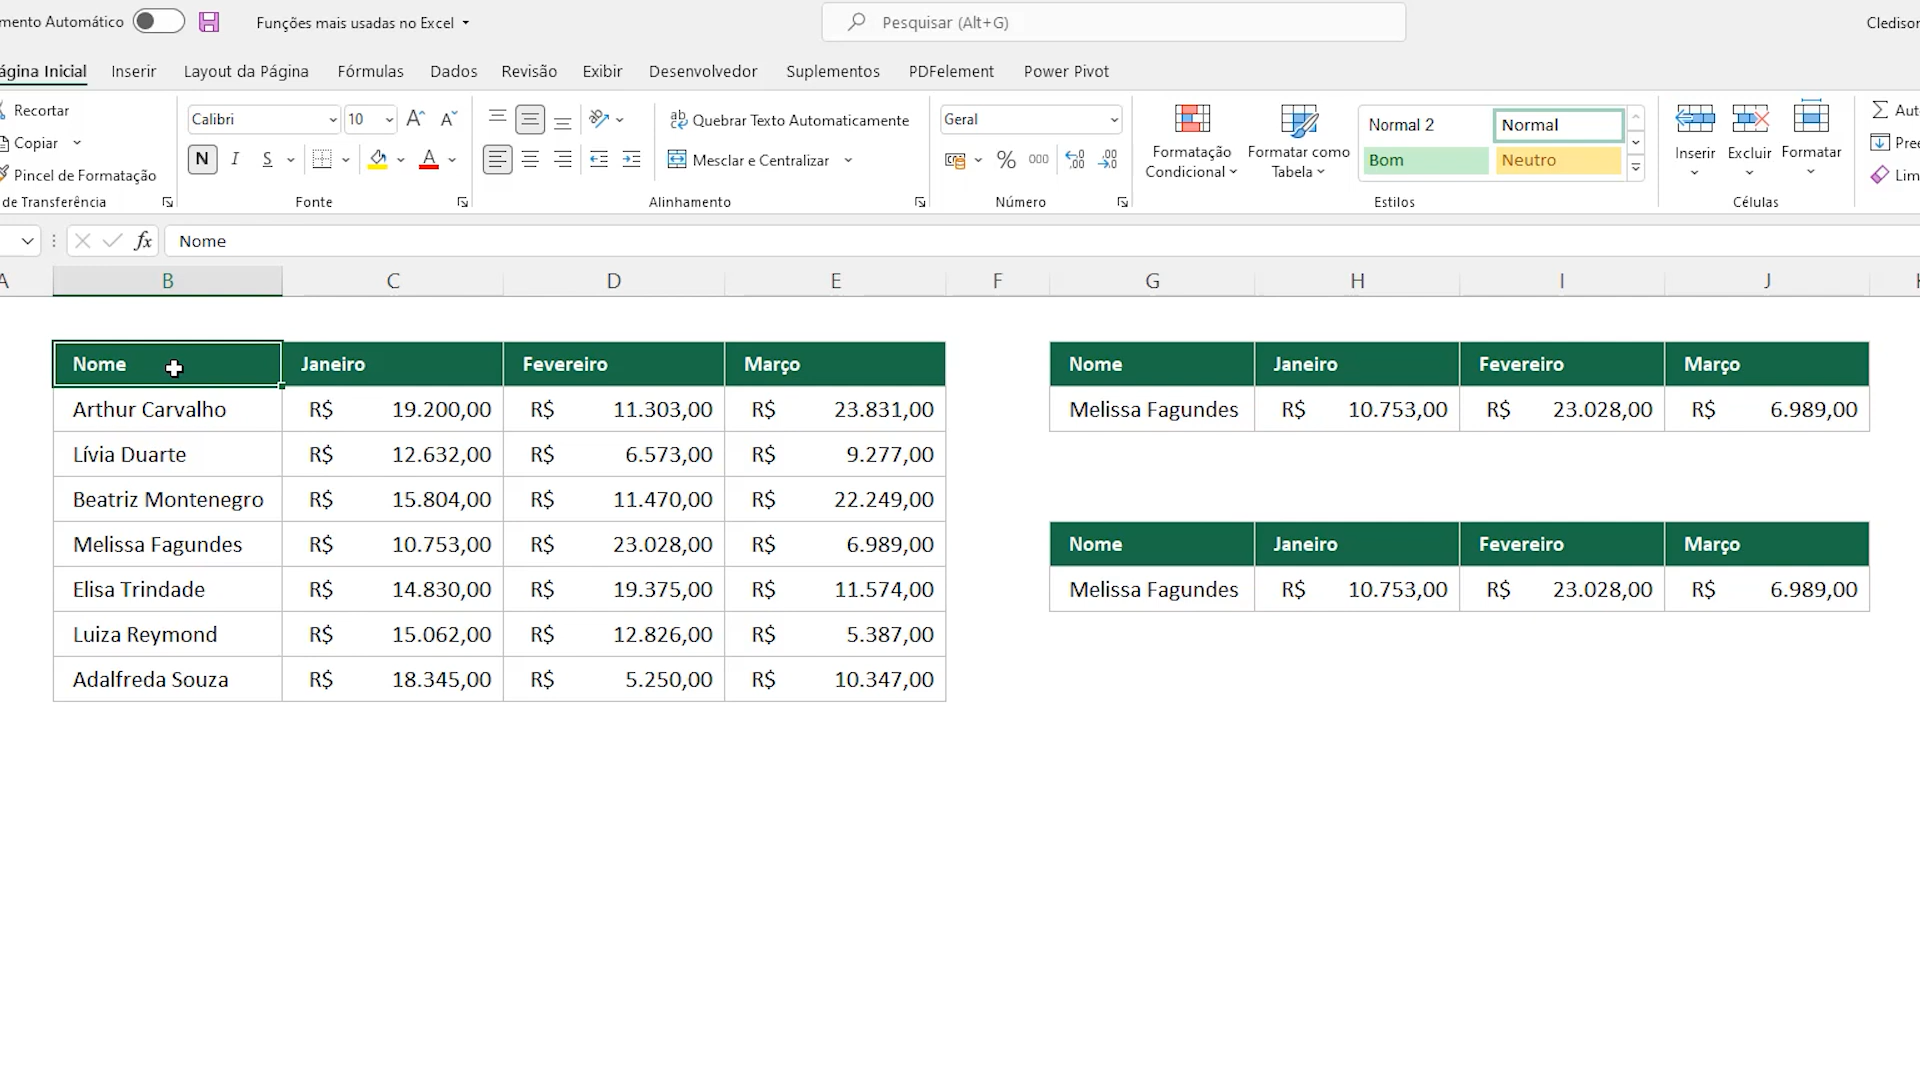 mento Automático
Funções mais usadas no Excel
Pesquisar (Alt+G)
Cledison
ágina Inicial Inserir Layout da Página Fórmulas Dados Revisão Exibir Desenvolvedor Suplementos PDFelement Power Pivot
Recortar
Copiar
Pincel de Formatação
de Transferência
Calibri 10
N I S
Fonte
Quebrar Texto Automaticamente
Mesclar e Centralizar
Alinhamento
Geral
% 000
Número
Formatação Condicional
Formatar como Tabela
Normal 2 Normal
Bom Neutro
Estilos
Inserir Excluir Formatar
Células
Aut
Pree
Lim
fx Nome
A B C D E F G H I J
Nome Janeiro Fevereiro Março
Arthur Carvalho R$ 19.200,00 R$ 11.303,00 R$ 23.831,00
Lívia Duarte R$ 12.632,00 R$ 6.573,00 R$ 9.277,00
Beatriz Montenegro R$ 15.804,00 R$ 11.470,00 R$ 22.249,00
Melissa Fagundes R$ 10.753,00 R$ 23.028,00 R$ 6.989,00
Elisa Trindade R$ 14.830,00 R$ 19.375,00 R$ 11.574,00
Luiza Reymond R$ 15.062,00 R$ 12.826,00 R$ 5.387,00
Adalfreda Souza R$ 18.345,00 R$ 5.250,00 R$ 10.347,00
Nome Janeiro Fevereiro Março
Melissa Fagundes R$ 10.753,00 R$ 23.028,00 R$ 6.989,00
Nome Janeiro Fevereiro Março
Melissa Fagundes R$ 10.753,00 R$ 23.028,00 R$ 6.989,00